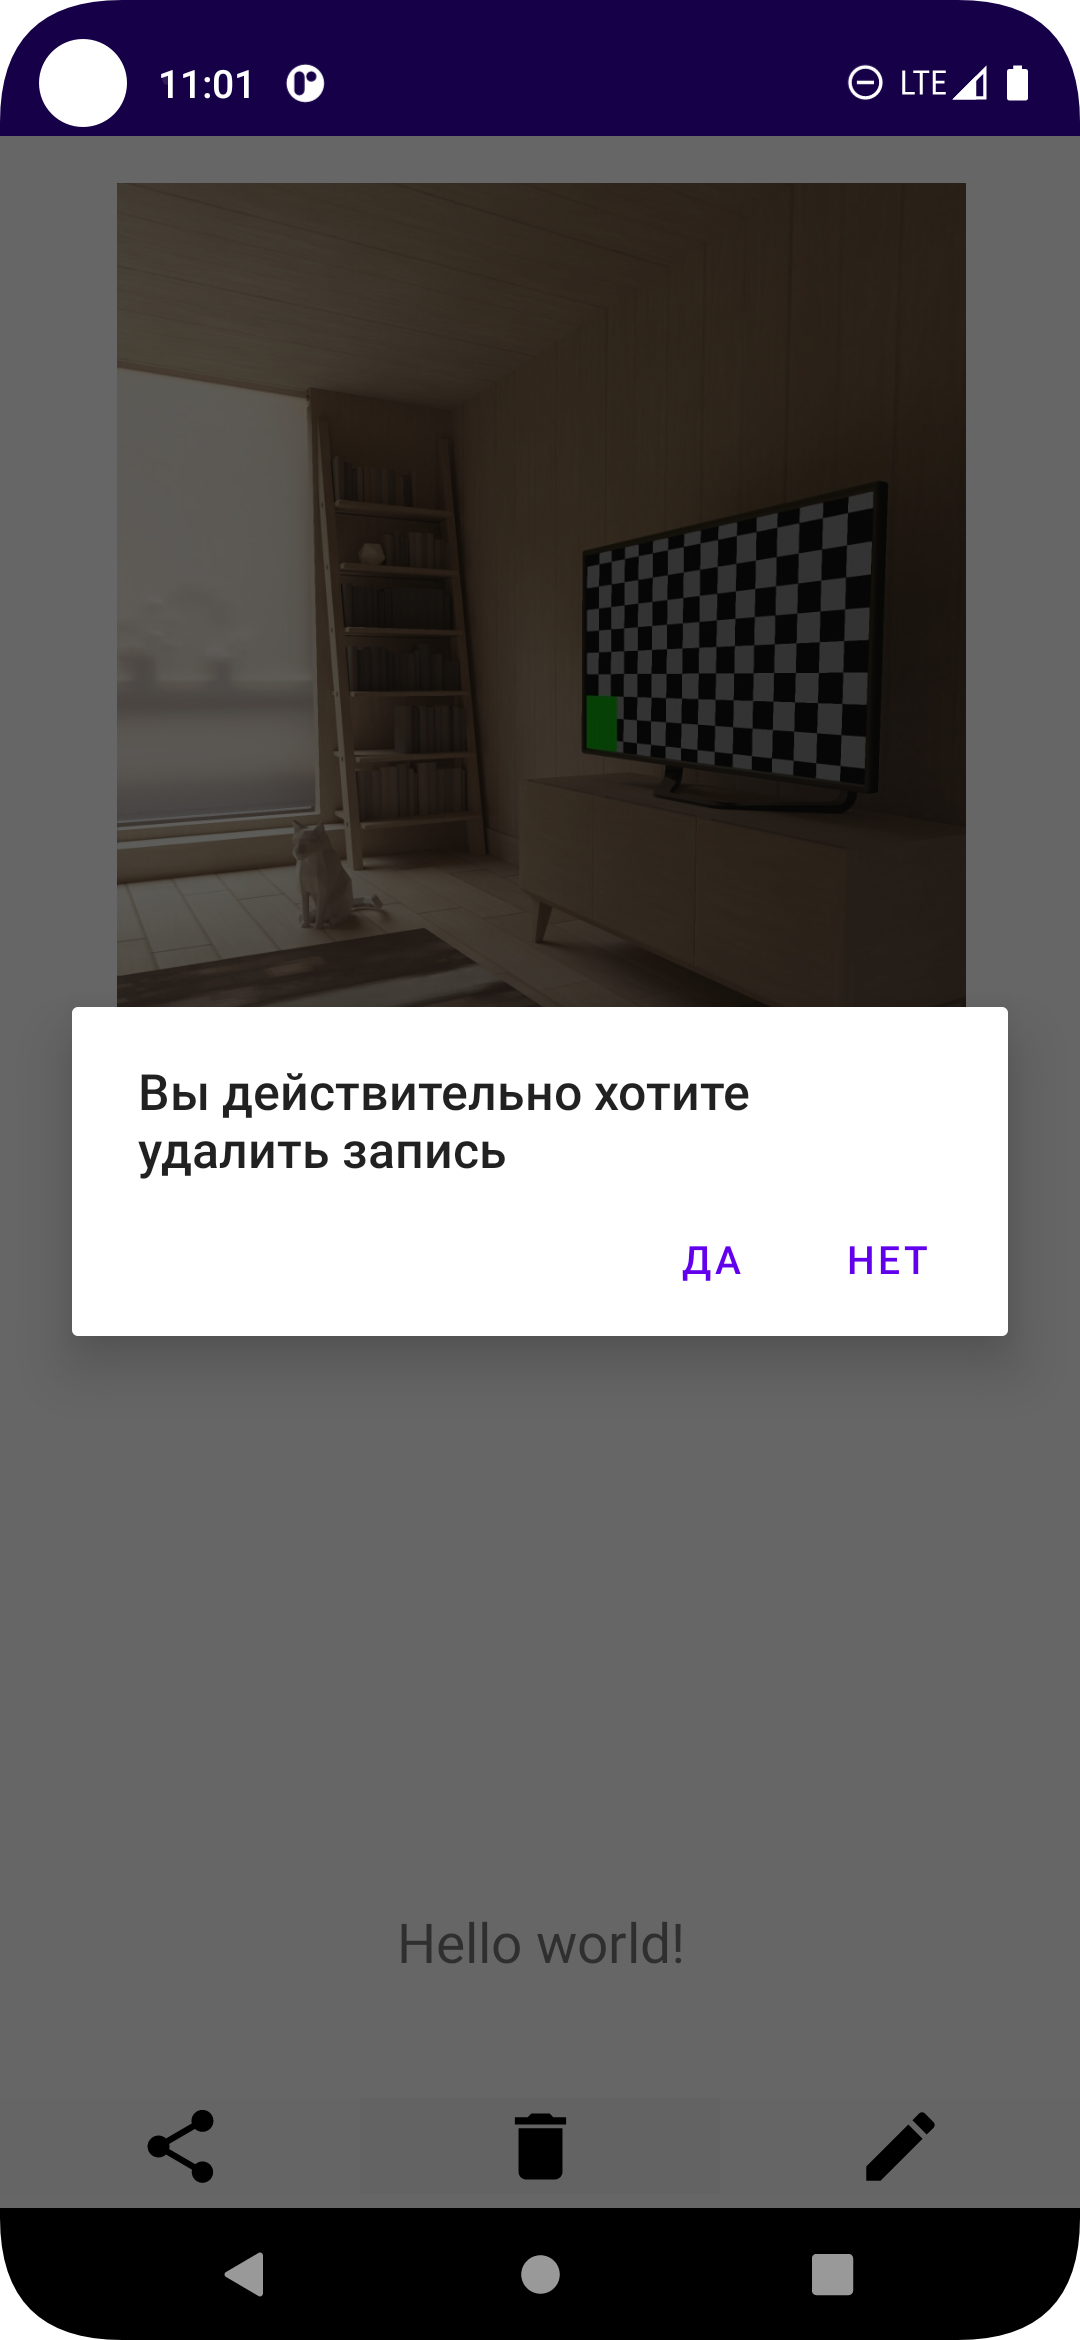 11:01
LTE
Вы действительно хотите
удалить запись
ДА НЕТ
Hello world!